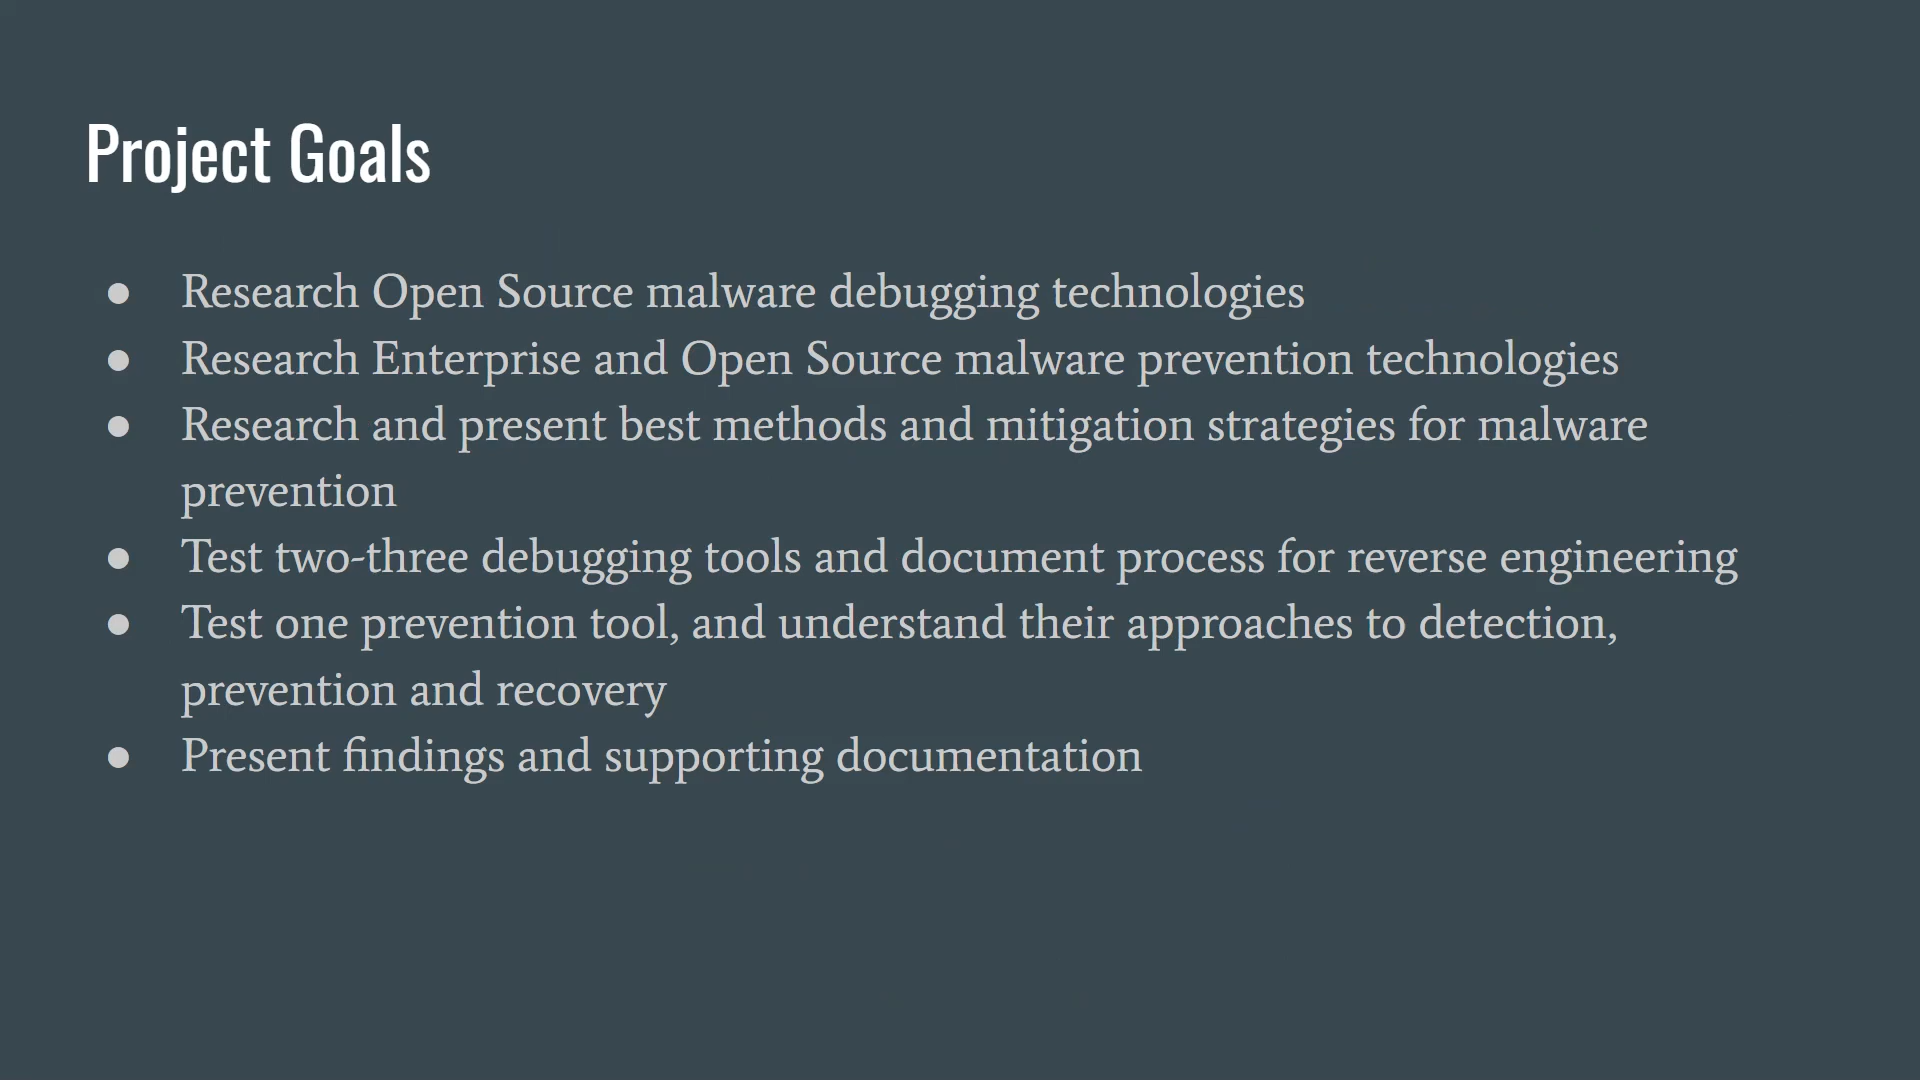 Project Goals
● Research Open Source malware debugging technologies
● Research Enterprise and Open Source malware prevention technologies
● Research and present best methods and mitigation strategies for malware
prevention
● Test two-three debugging tools and document process for reverse engineering
● Test one prevention tool, and understand their approaches to detection,
prevention and recovery
● Present findings and supporting documentation